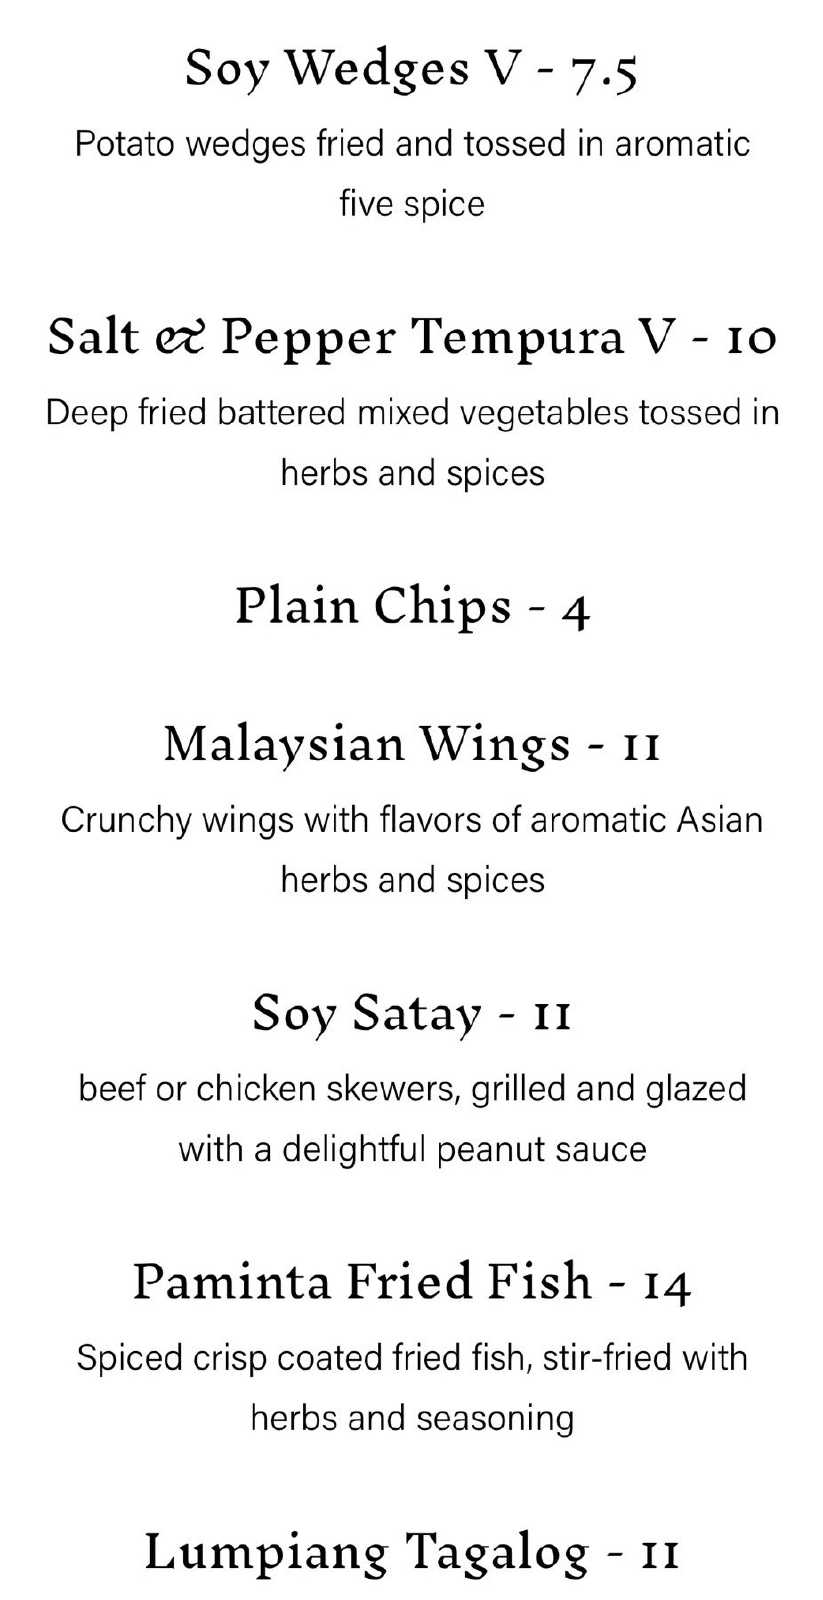 Soy Wedges V - 7.5
Potato wedges fried and tossed in aromatic
five spice
Salt & Pepper Tempura V - 10
Deep fried battered mixed vegetables tossed in
herbs and spices
Plain Chips - 4
Malaysian Wings - 11
Crunchy wings with flavors of aromatic Asian
herbs and spices
Soy Satay - 11
beef or chicken skewers, grilled and glazed
with a delightful peanut sauce
Paminta Fried Fish - 14
Spiced crisp coated fried fish, stir-fried with
herbs and seasoning
Lumpiang Tagalog - 11